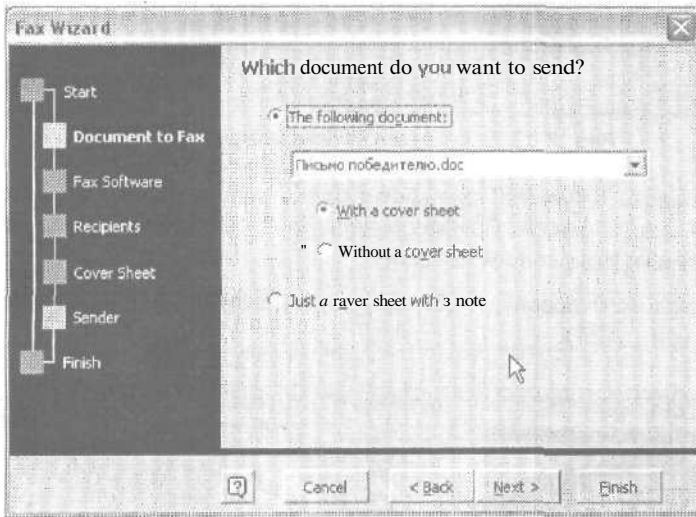 Fax Wizard
Start
Document to Fax
Fax Software
Recipients
Cover Sheet
Sender
Finish
Which document do you want to send?
The following document:
Письмо победителю.doc
With a cover sheet
" Without a cover sheet
Just a raver sheet with з note
Cancel
< Back
Next >
Finish